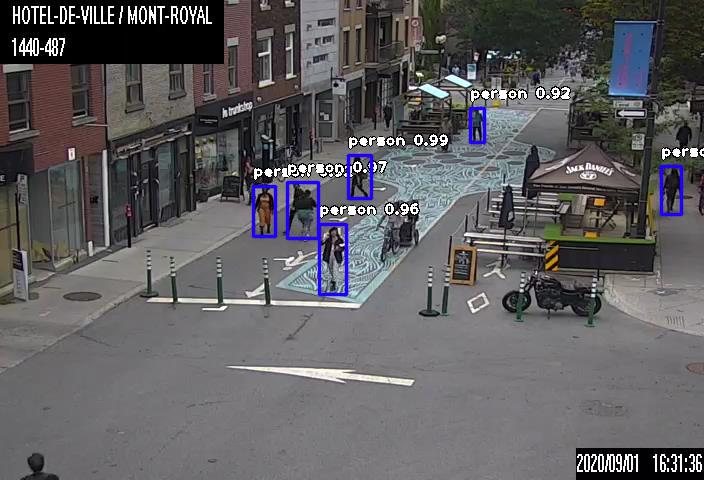 HOTEL-DE-VILLE / MONT-ROYAL
1440-487
person 0.92
person 0.99
person 0.97
person 0.96
JACK DANIEL'S
2020/09/01 16:31:36